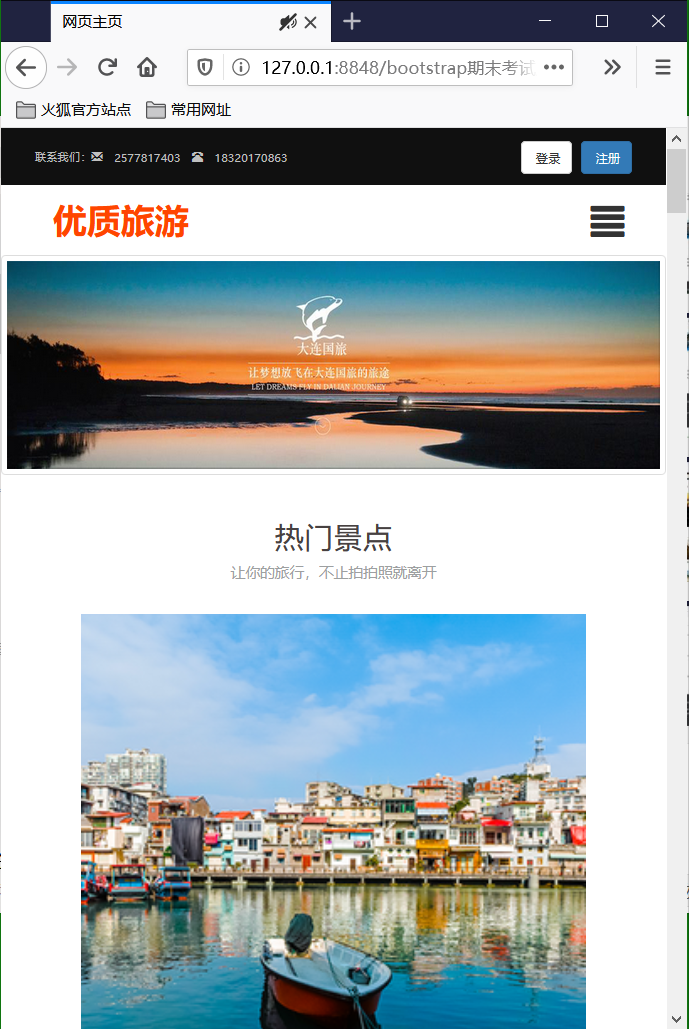 网页主页
127.0.0.1:8848/bootstrap期末考试
火狐官方站点 常用网址
联系我们: 2577817403 18320170863
登录 注册
优质旅游
大连国旅
让梦想放飞在大连国旅的旅途
LET DREAMS FLY IN DALIAN JOURNEY
热门景点
让你的旅行，不止拍拍照就离开